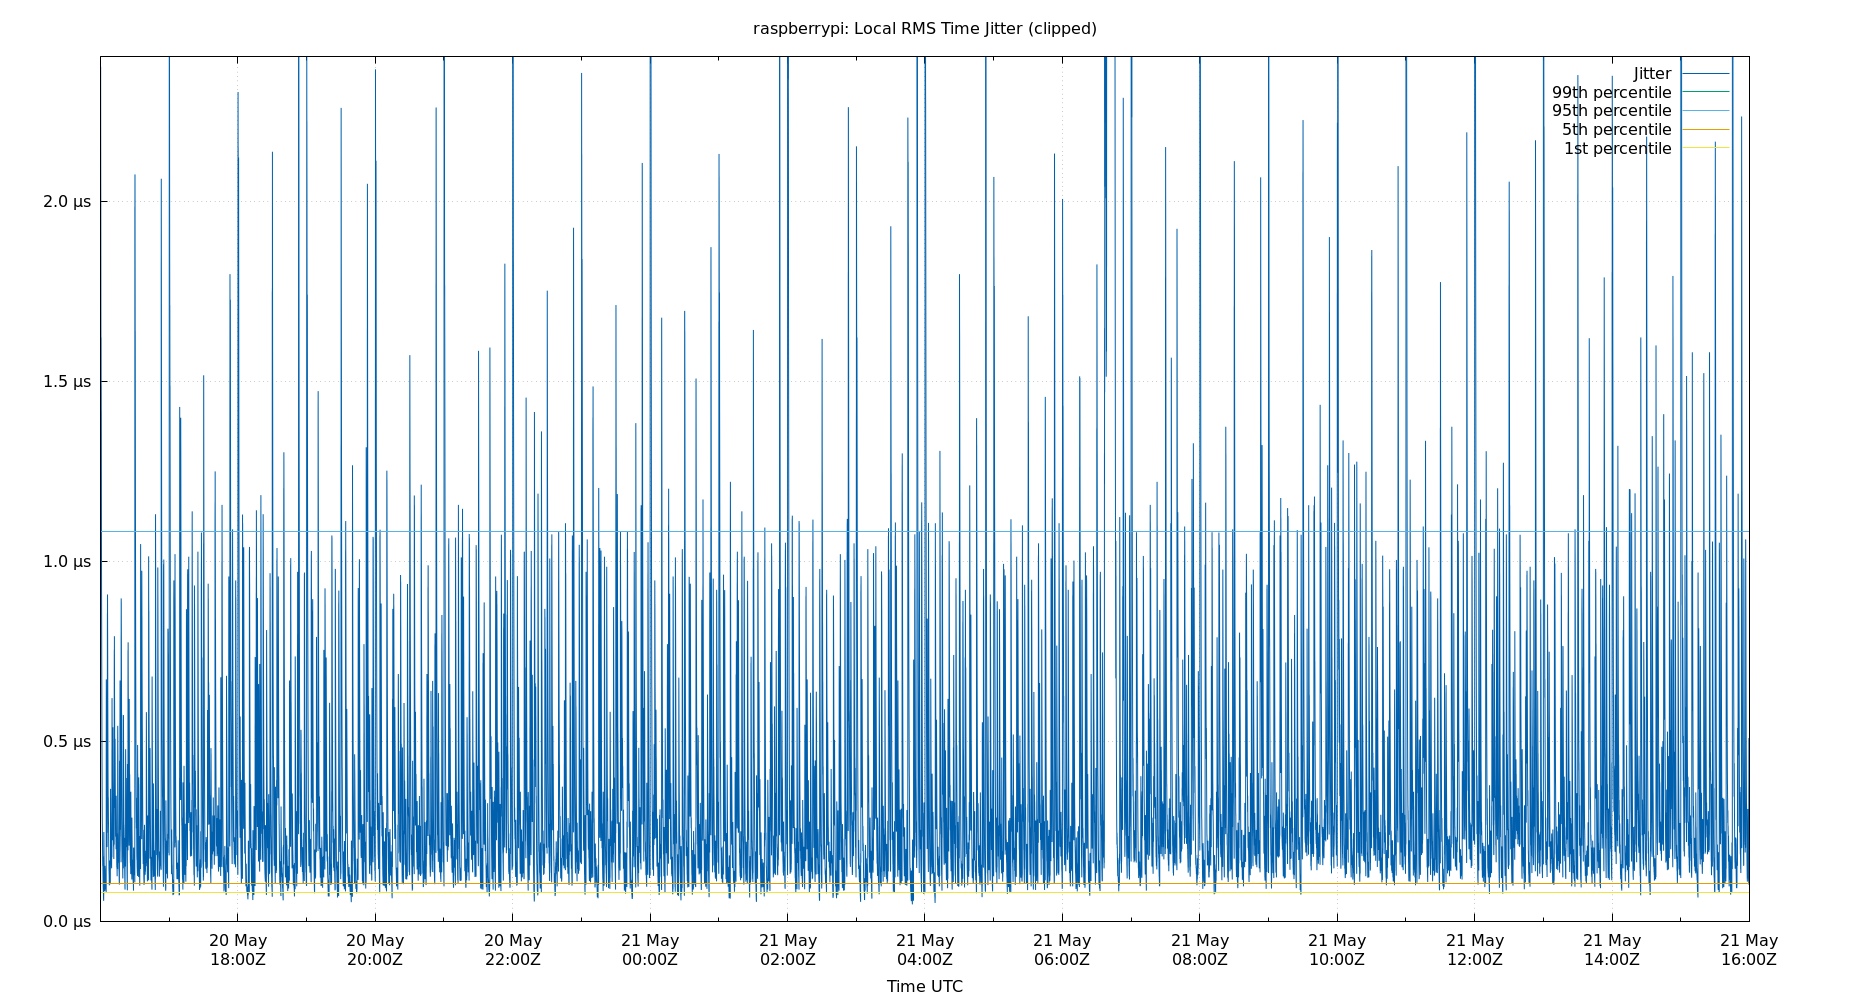 raspberrypi: Local RMS Time Jitter (clipped)
Jitter
99th percentile
95th percentile
5th percentile
1st percentile
2.0 µs
1.5 µs
1.0 µs
0.5 µs
0.0 µs
20 May 20 May 20 May 21 May 21 May 21 May 21 May 21 May 21 May 21 May 21 May 21 May
18:00Z 20:00Z 22:00Z 00:00Z 02:00Z 04:00Z 06:00Z 08:00Z 10:00Z 12:00Z 14:00Z 16:00Z
Time UTC